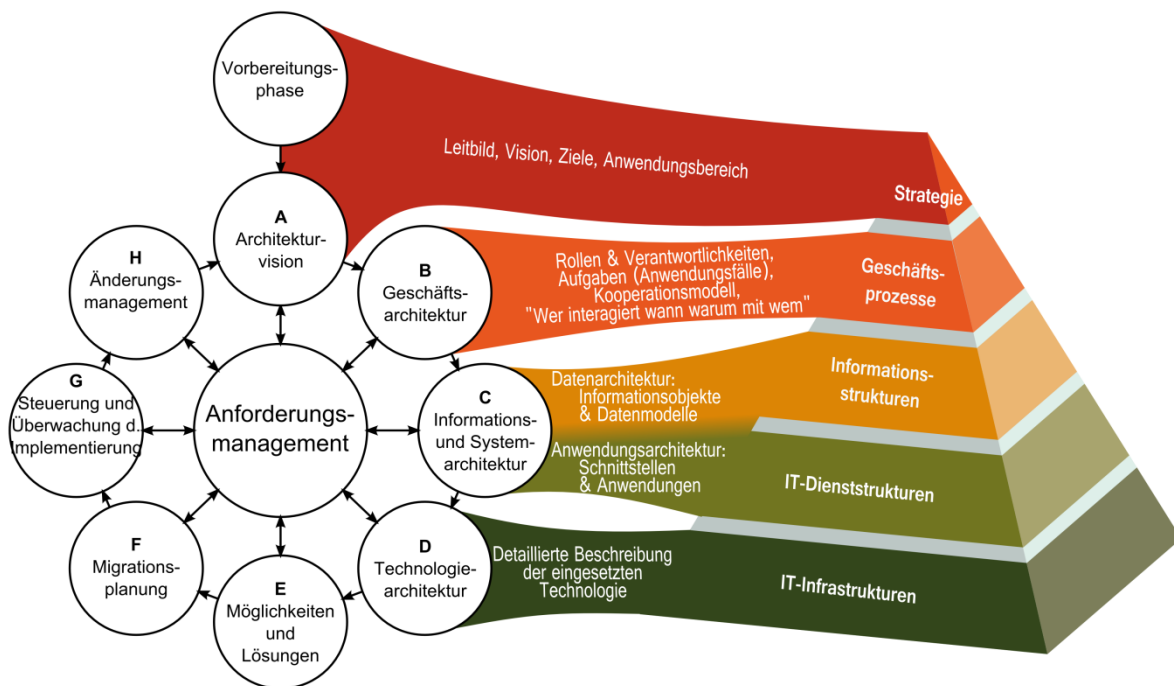 Vorbereitungs-
phase
A
Architektur-
vision
B
Geschäfts-
architektur
C
Informations-
und System-
architektur
D
Technologie-
architektur
E
Möglichkeiten
und
Lösungen
F
Migrations-
planung
G
Steuerung und
Überwachung d.
Implementierung
H
Änderungs-
management
Anforderungs-
management
Leitbild, Vision, Ziele, Anwendungsbereich
Strategie
Rollen & Verantwortlichkeiten,
Aufgaben (Anwendungsfälle),
Kooperationsmodell,
"Wer interagiert wann warum mit wem"
Geschäfts-
prozesse
Datenarchitektur:
Informationsobjekte
& Datenmodelle
Informations-
strukturen
Anwendungsarchitektur:
Schnittstellen
& Anwendungen
IT-Dienststrukturen
Detaillierte Beschreibung
der eingesetzten
Technologie
IT-Infrastrukturen